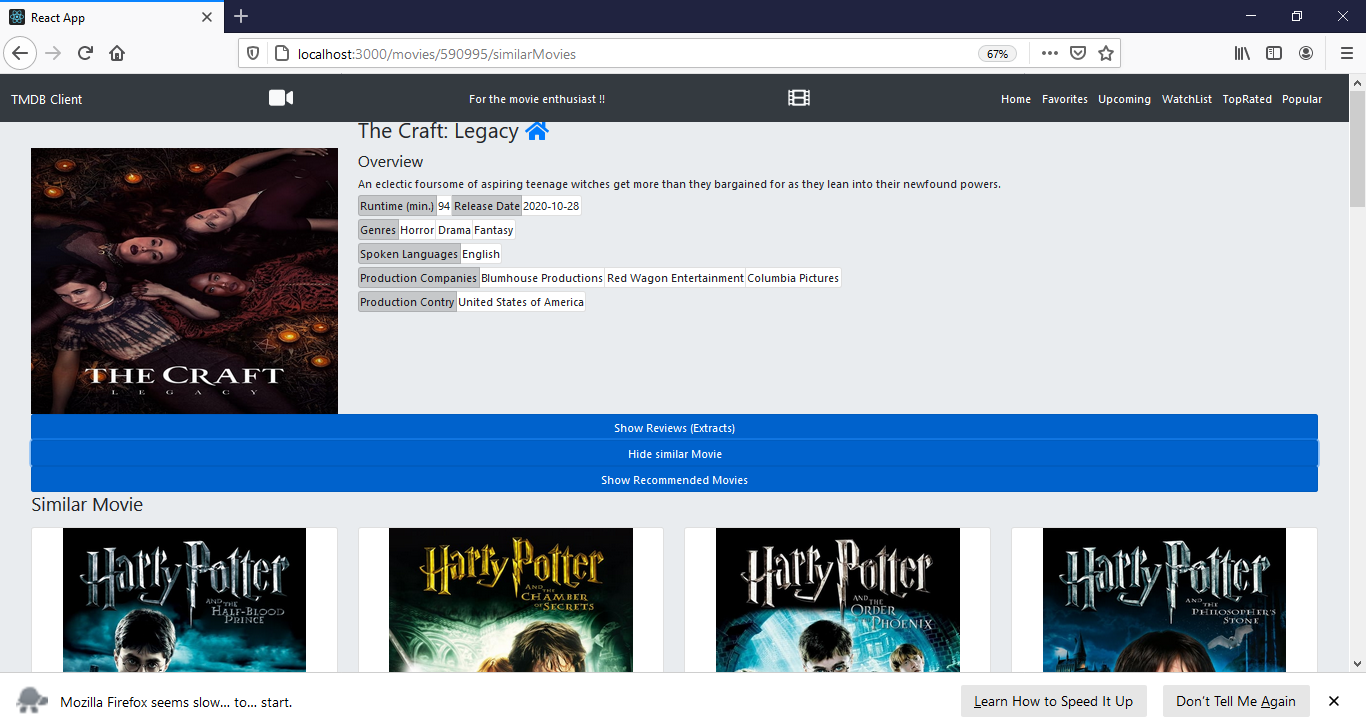 React App
localhost:3000/movies/590995/similarMovies
67%
TMDB Client
For the movie enthusiast !!
Home Favorites Upcoming WatchList TopRated Popular
The Craft: Legacy
Overview
An eclectic foursome of aspiring teenage witches get more than they bargained for as they lean into their newfound powers.
Runtime (min.) 94 Release Date 2020-10-28
Genres Horror Drama Fantasy
Spoken Languages English
Production Companies Blumhouse Productions Red Wagon Entertainment Columbia Pictures
Production Contry United States of America
THE CRAFT
LEGACY
Show Reviews (Extracts)
Hide similar Movie
Show Recommended Movies
Similar Movie
Harry Potter
AND THE
HALF-BLOOD
PRINCE
Harry Potter
AND THE
CHAMBER
OF SECRETS
Harry Potter
AND THE
ORDER
OF THE
PHOENIX
Harry Potter
AND THE
PHILOSOPHER'S
STONE
Mozilla Firefox seems slow... to... start.
Learn How to Speed It Up
Don't Tell Me Again